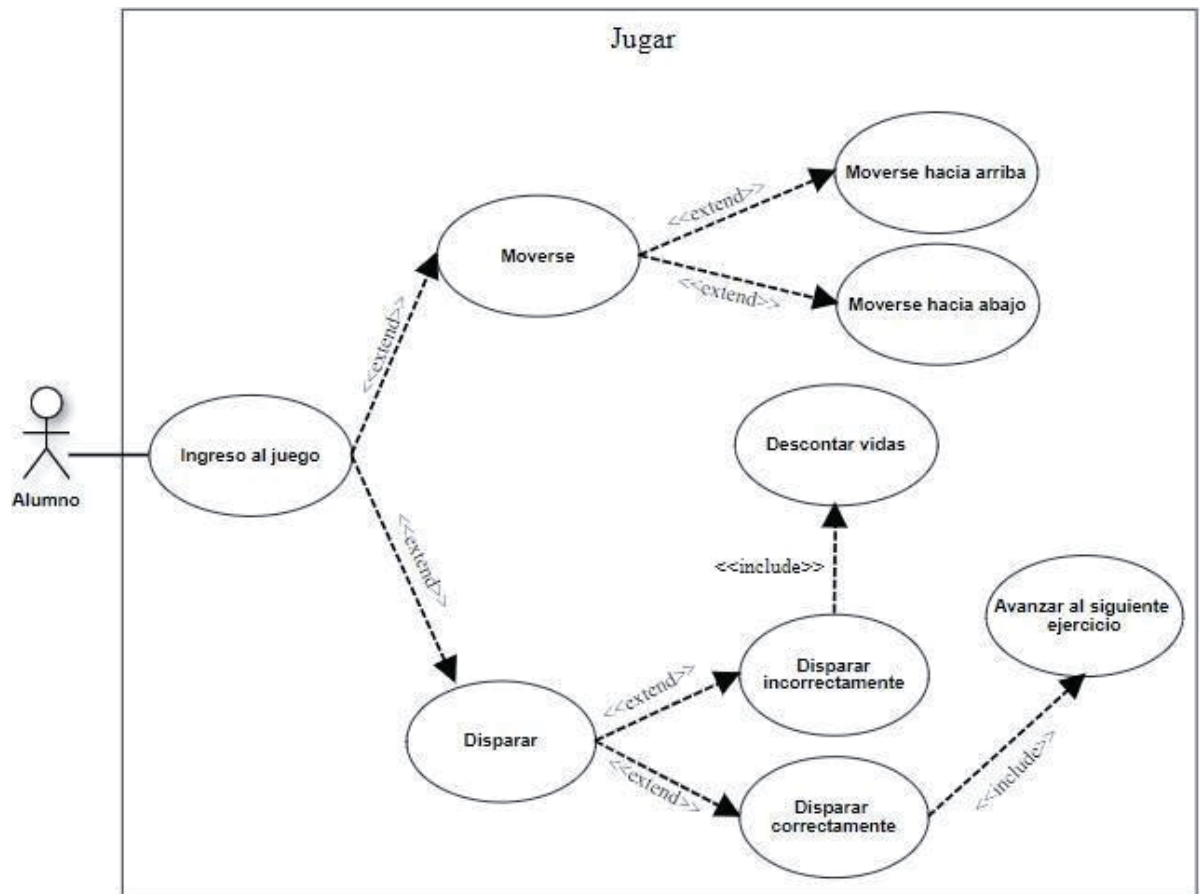 Jugar
Moverse hacia arriba
<<extend>>
Moverse
<<extend>>
Moverse hacia abajo
<<extend>>
Alumno
Ingreso al juego
Descontar vidas
<<extend>>
<<include>>
Avanzar al siguiente
ejercicio
Disparar
incorrectamente
<<extend>>
Disparar
<<extend>>
<<include>>
Disparar
correctamente